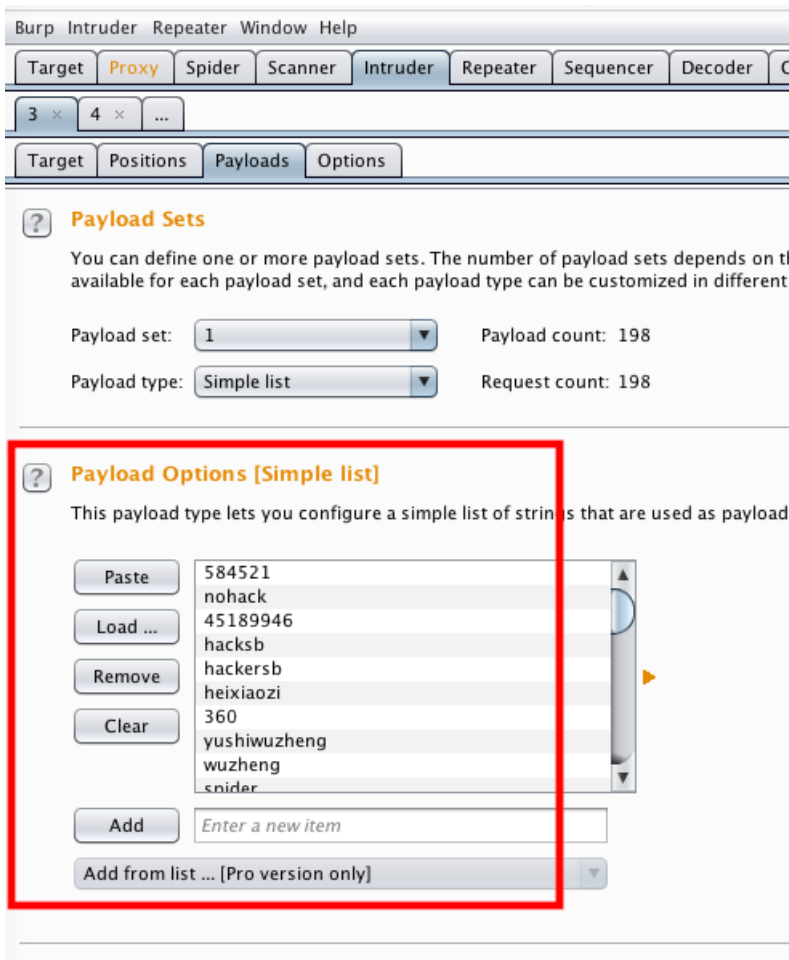 Burp Intruder Repeater Window Help
Target Proxy Spider Scanner Intruder Repeater Sequencer Decoder
3 × 4 × ...
Target Positions Payloads Options
? Payload Sets
You can define one or more payload sets. The number of payload sets depends on
available for each payload set, and each payload type can be customized in different
Payload set: 1 Payload count: 198
Payload type: Simple list Request count: 198
? Payload Options [Simple list]
This payload type lets you configure a simple list of strings that are used as payload
Paste
Load ...
Remove
Clear
584521
nohack
45189946
hacksb
hackersb
heixiaozi
360
yushiwuzheng
wuzheng
spider
Add Enter a new item
Add from list ... [Pro version only]